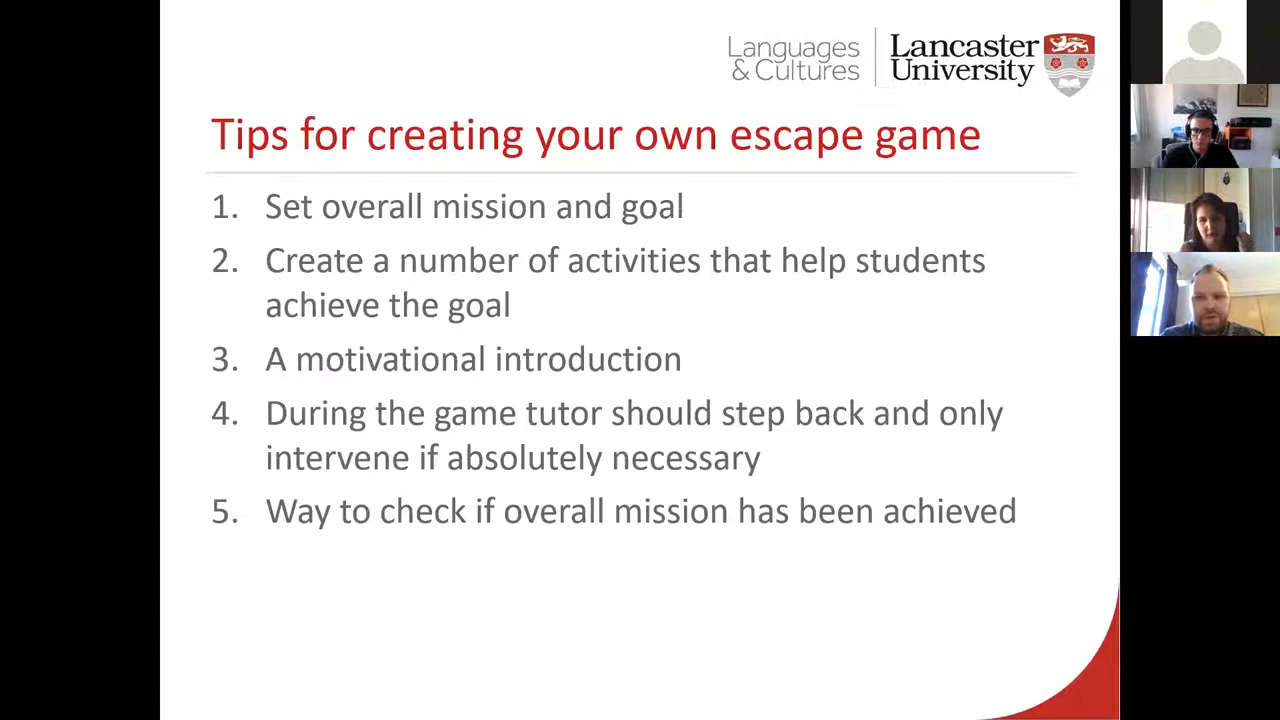 Languages
& Cultures
Lancaster
University
Tips for creating your own escape game
1. Set overall mission and goal
2. Create a number of activities that help students
achieve the goal
3. A motivational introduction
4. During the game tutor should step back and only
intervene if absolutely necessary
5. Way to check if overall mission has been achieved